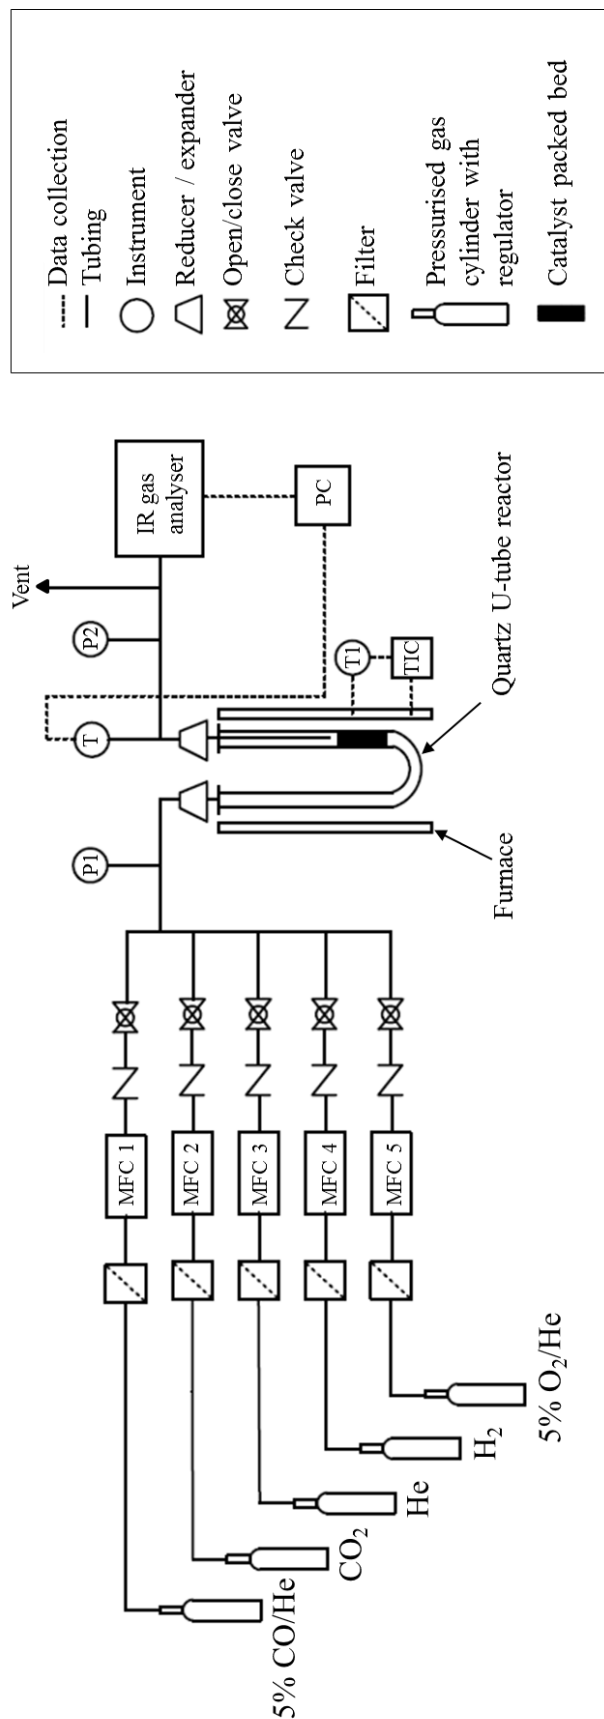 5% CO/He
CO₂
He
H₂
5% O₂/He
MFC 1
MFC 2
MFC 3
MFC 4
MFC 5
P1
T
P2
Vent
IR gas
analyser
PC
T1
TIC
Furnace
Quartz U-tube reactor
Data collection
Tubing
Instrument
Reducer / expander
Open/close valve
Check valve
Filter
Pressurised gas
cylinder with
regulator
Catalyst packed bed